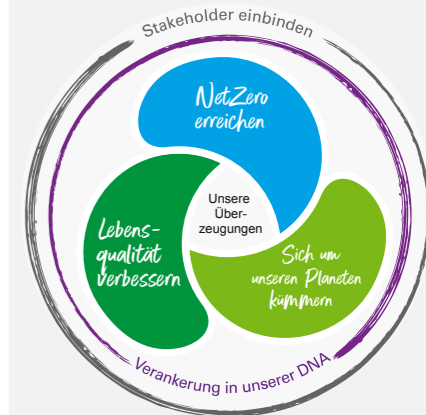 Stakeholder einbinden
NetZero
erreichen
Unsere
Über-
zeugungen
Lebens-
qualität
verbessern
Sich um
unseren Planeten
kümmern
Verankerung in unserer DNA